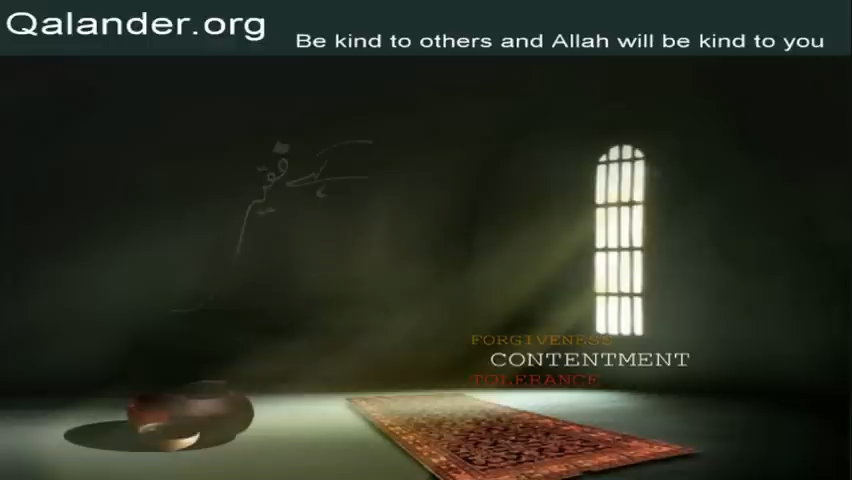 Qalander.org
Be kind to others and Allah will be kind to you
FORGIVENESS
CONTENTMENT
TOLERANCE